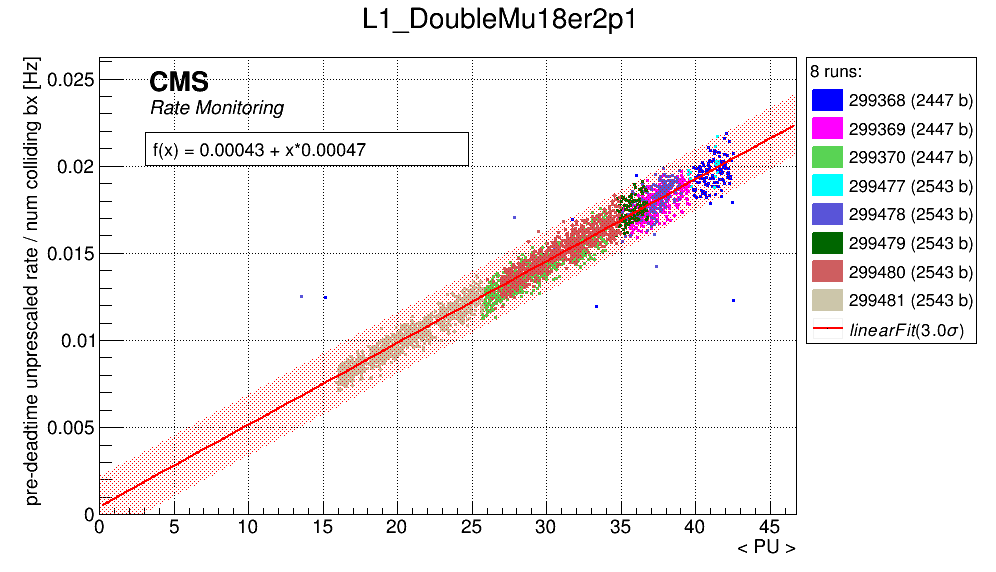 L1_DoubleMu18er2p1
pre-deadtime unprescaled rate / num colliding bx [Hz]
0.025
0.02
0.015
0.01
0.005
0
CMS
Rate Monitoring
f(x) = 0.00043 + x*0.00047
0 5 10 15 20 25 30 35 40 45
< PU >
8 runs:
299368 (2447 b)
299369 (2447 b)
299370 (2447 b)
299477 (2543 b)
299478 (2543 b)
299479 (2543 b)
299480 (2543 b)
299481 (2543 b)
linearFit(3.0σ)